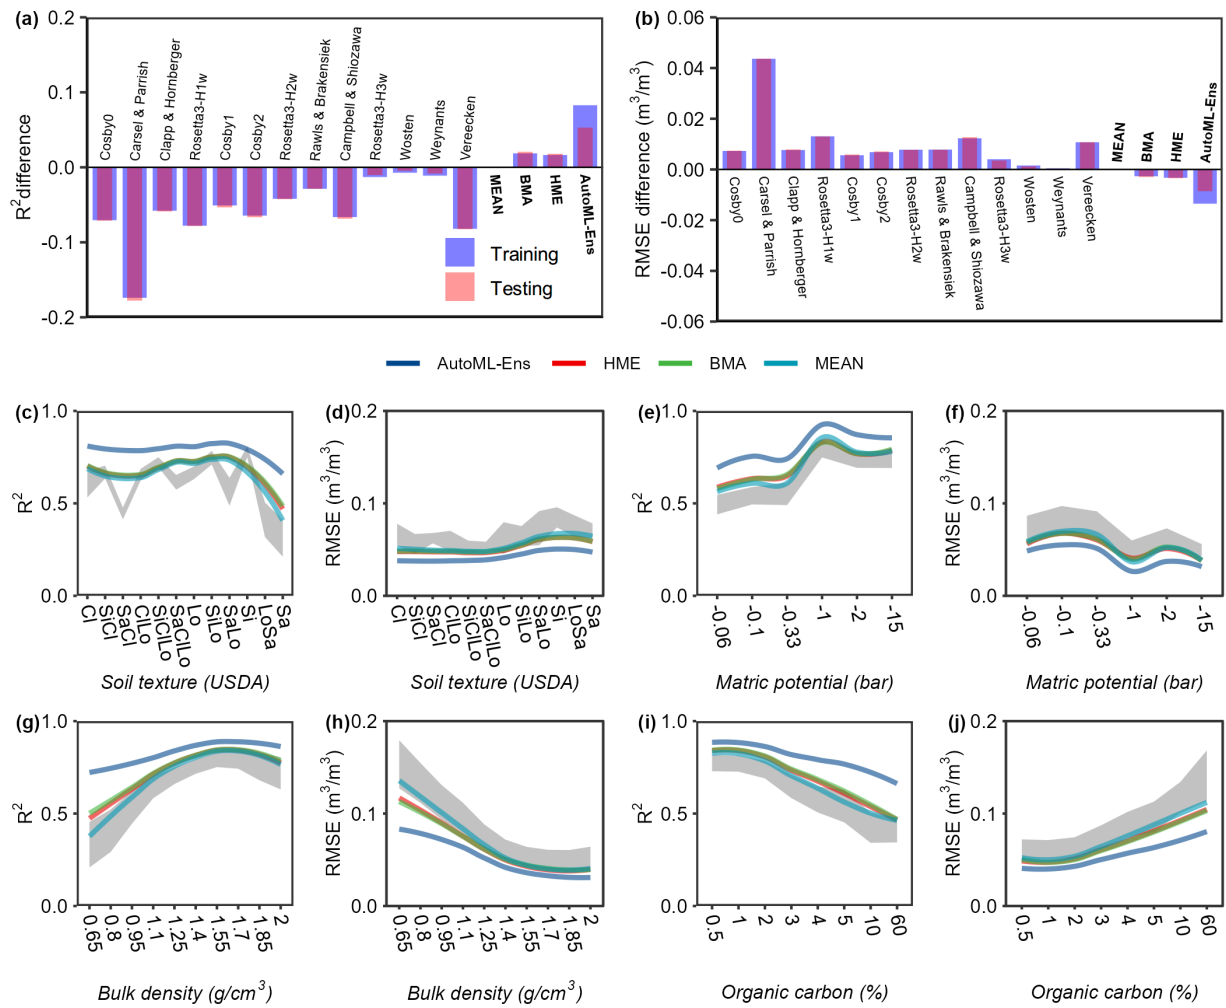 (a)
0.2
0.1
0.0
-0.1
-0.2
R2difference
Cosby0
Carsel & Parrish
Clapp & Hornberger
Rosetta3-H1w
Cosby1
Cosby2
Rosetta3-H2w
Rawls & Brakensiek
Campbell & Shiozawa
Rosetta3-H3w
Wosten
Weynants
Vereecken
MEAN
BMA
HME
AutoML-Ens
Training
Testing
(b)
0.06
0.04
0.02
0.00
-0.02
-0.04
-0.06
RMSE difference (m3/m3)
Cosby0
Carsel & Parrish
Clapp & Hornberger
Rosetta3-H1w
Cosby1
Cosby2
Rosetta3-H2w
Rawls & Brakensiek
Campbell & Shiozawa
Rosetta3-H3w
Wosten
Weynants
Vereecken
MEAN
BMA
HME
AutoML-Ens
AutoML-Ens HME BMA MEAN
(c)
1.0
0.5
0.0
R2
Cl
SiCl
SaCl
ClLo
SiClLo
SaClLo
Lo
SiLo
SaLo
Si
LoSa
Sa
Soil texture (USDA)
(d)
0.2
0.1
0.0
RMSE (m3/m3)
Cl
SiCl
SaCl
ClLo
SiClLo
SaClLo
Lo
SiLo
SaLo
Si
LoSa
Sa
Soil texture (USDA)
(e)
1.0
0.5
0.0
R2
-0.06
-0.1
-0.33
-1
-2
-15
Matric potential (bar)
(f)
0.2
0.1
0.0
RMSE (m3/m3)
-0.06
-0.1
-0.33
-1
-2
-15
Matric potential (bar)
(g)
1.0
0.5
0.0
R2
0.65
0.8
0.95
1.1
1.25
1.4
1.55
1.7
1.85
2
Bulk density (g/cm3)
(h)
0.2
0.1
0.0
RMSE (m3/m3)
0.65
0.8
0.95
1.1
1.25
1.4
1.55
1.7
1.85
2
Bulk density (g/cm3)
(i)
1.0
0.5
0.0
R2
0.5
1
2
3
4
5
10
60
Organic carbon (%)
(j)
0.2
0.1
0.0
RMSE (m3/m3)
0.5
1
2
3
4
5
10
60
Organic carbon (%)